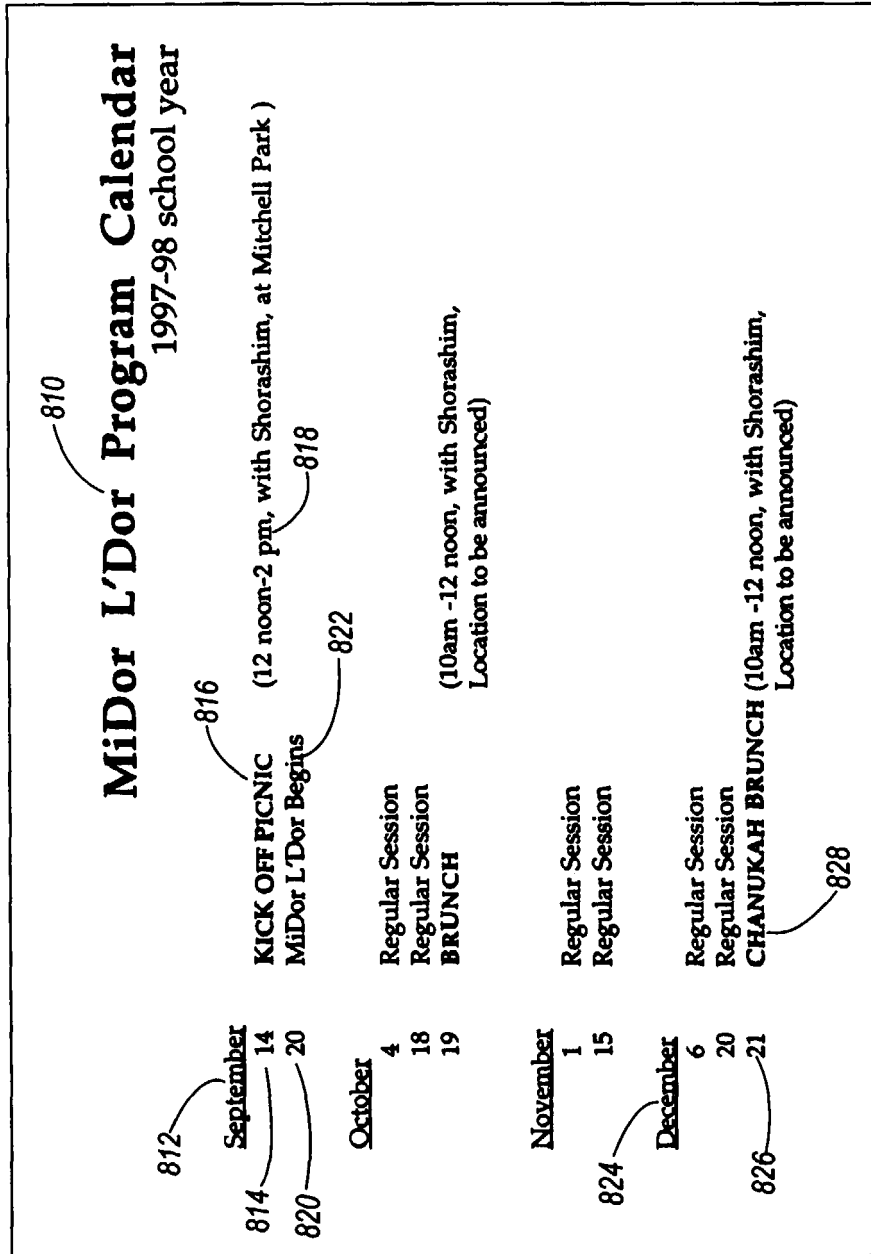 MiDor L'Dor Program Calendar
1997-98 school year
810
812
September
814
14 KICK OFF PICNIC (12 noon-2 pm, with Shorashim, at Mitchell Park )
816
818
820
20 MiDor L'Dor Begins
822
October
4 Regular Session
18 Regular Session
19 BRUNCH (10am -12 noon, with Shorashim,
Location to be announced)
November
1 Regular Session
15 Regular Session
824
December
6 Regular Session
20 Regular Session
826
21 CHANUKAH BRUNCH (10am -12 noon, with Shorashim,
Location to be announced)
828